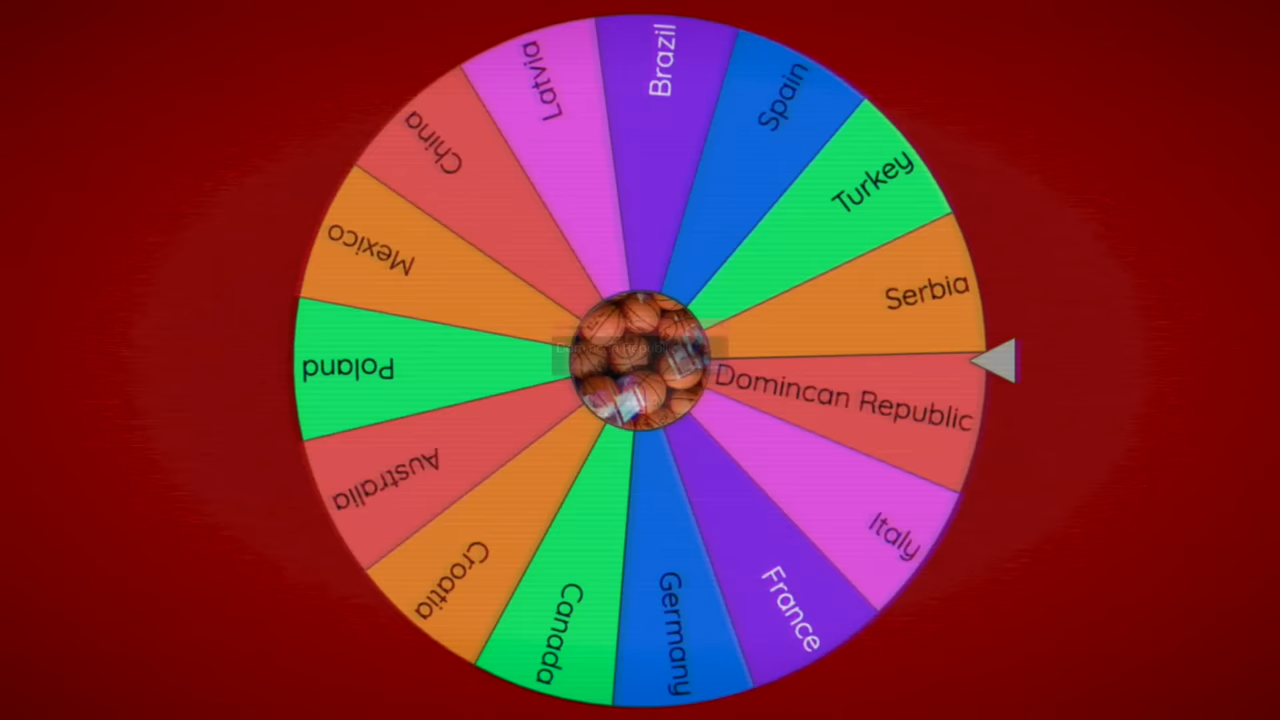 Brazil
Spain
Turkey
Serbia
Domincan Republic
Italy
France
Germany
Canada
Croatia
Australia
Poland
Mexico
China
Latvia